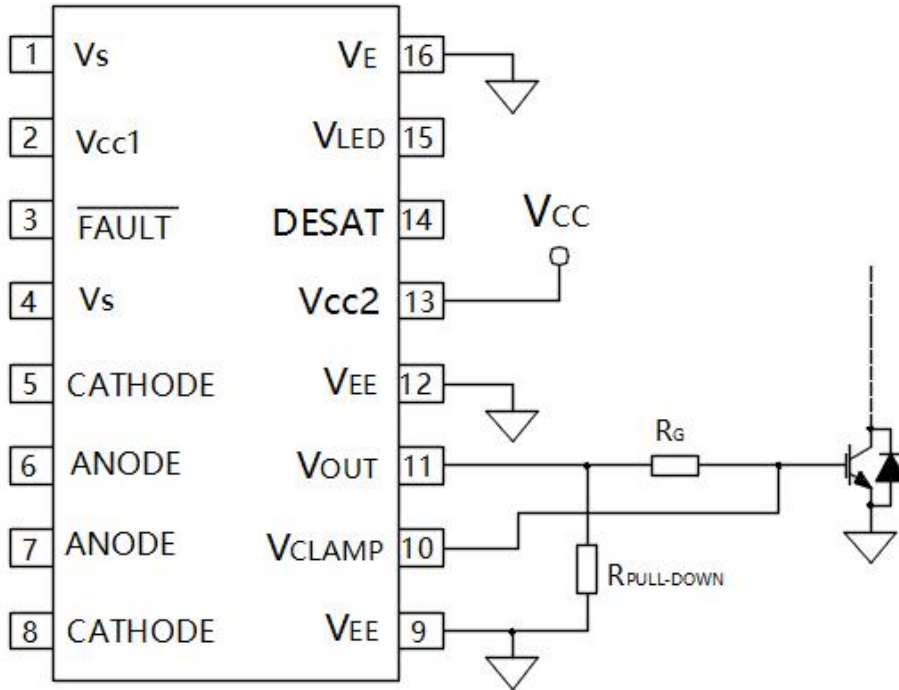 1 Vs VE 16
2 Vcc1 VLED 15
3 FAULT DESAT 14
VCC
4 Vs Vcc2 13
5 CATHODE VEE 12
RG
6 ANODE VOUT 11
7 ANODE VCLAMP 10
RPULL-DOWN
8 CATHODE VEE 9